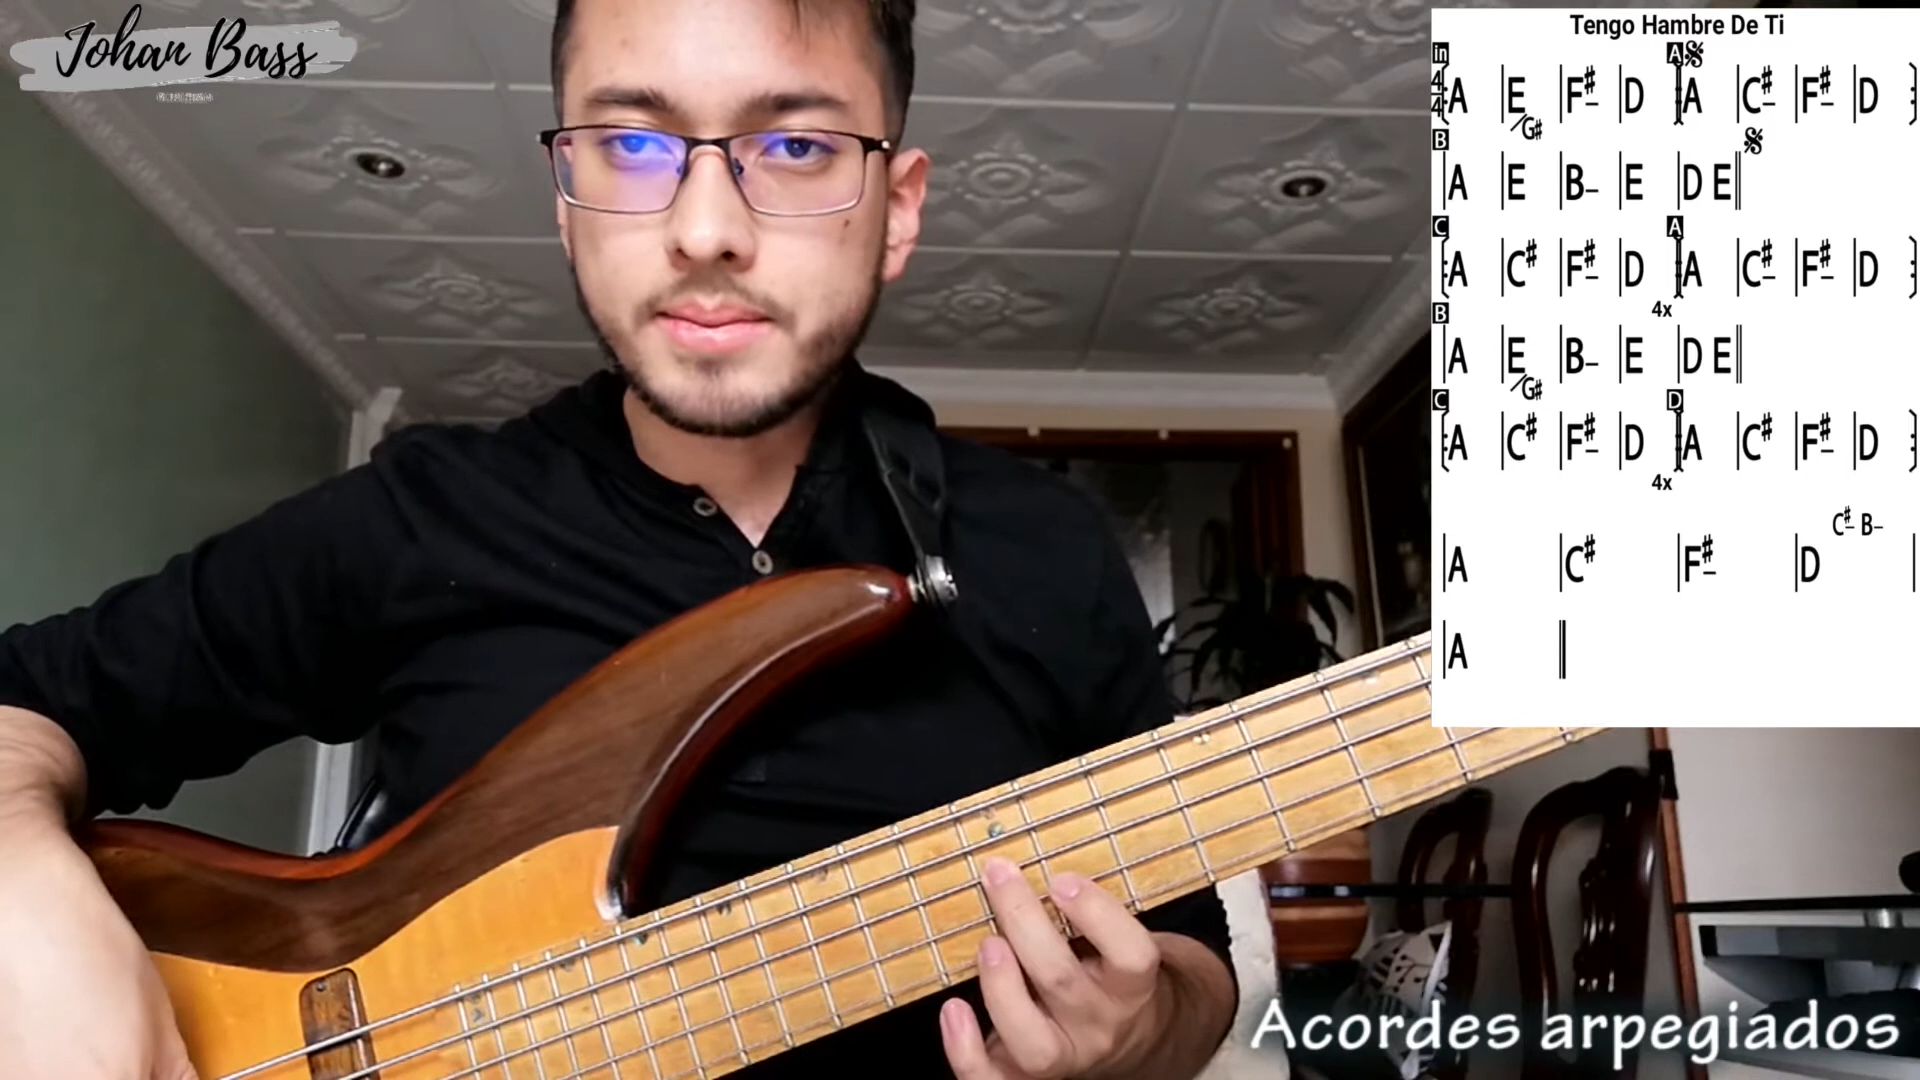 Johan Bass
Tengo Hambre De Ti
in A
4/4 A E/G# F#– D A C#– F#– D
B
A E B– E D E
C A
A C# F#– D A C#– F#– D
4x
B
A E/G# B– E D E
C D
A C# F#– D A C# F#– D
4x
C#– B–
A C# F#– D
A
Acordes arpegiados